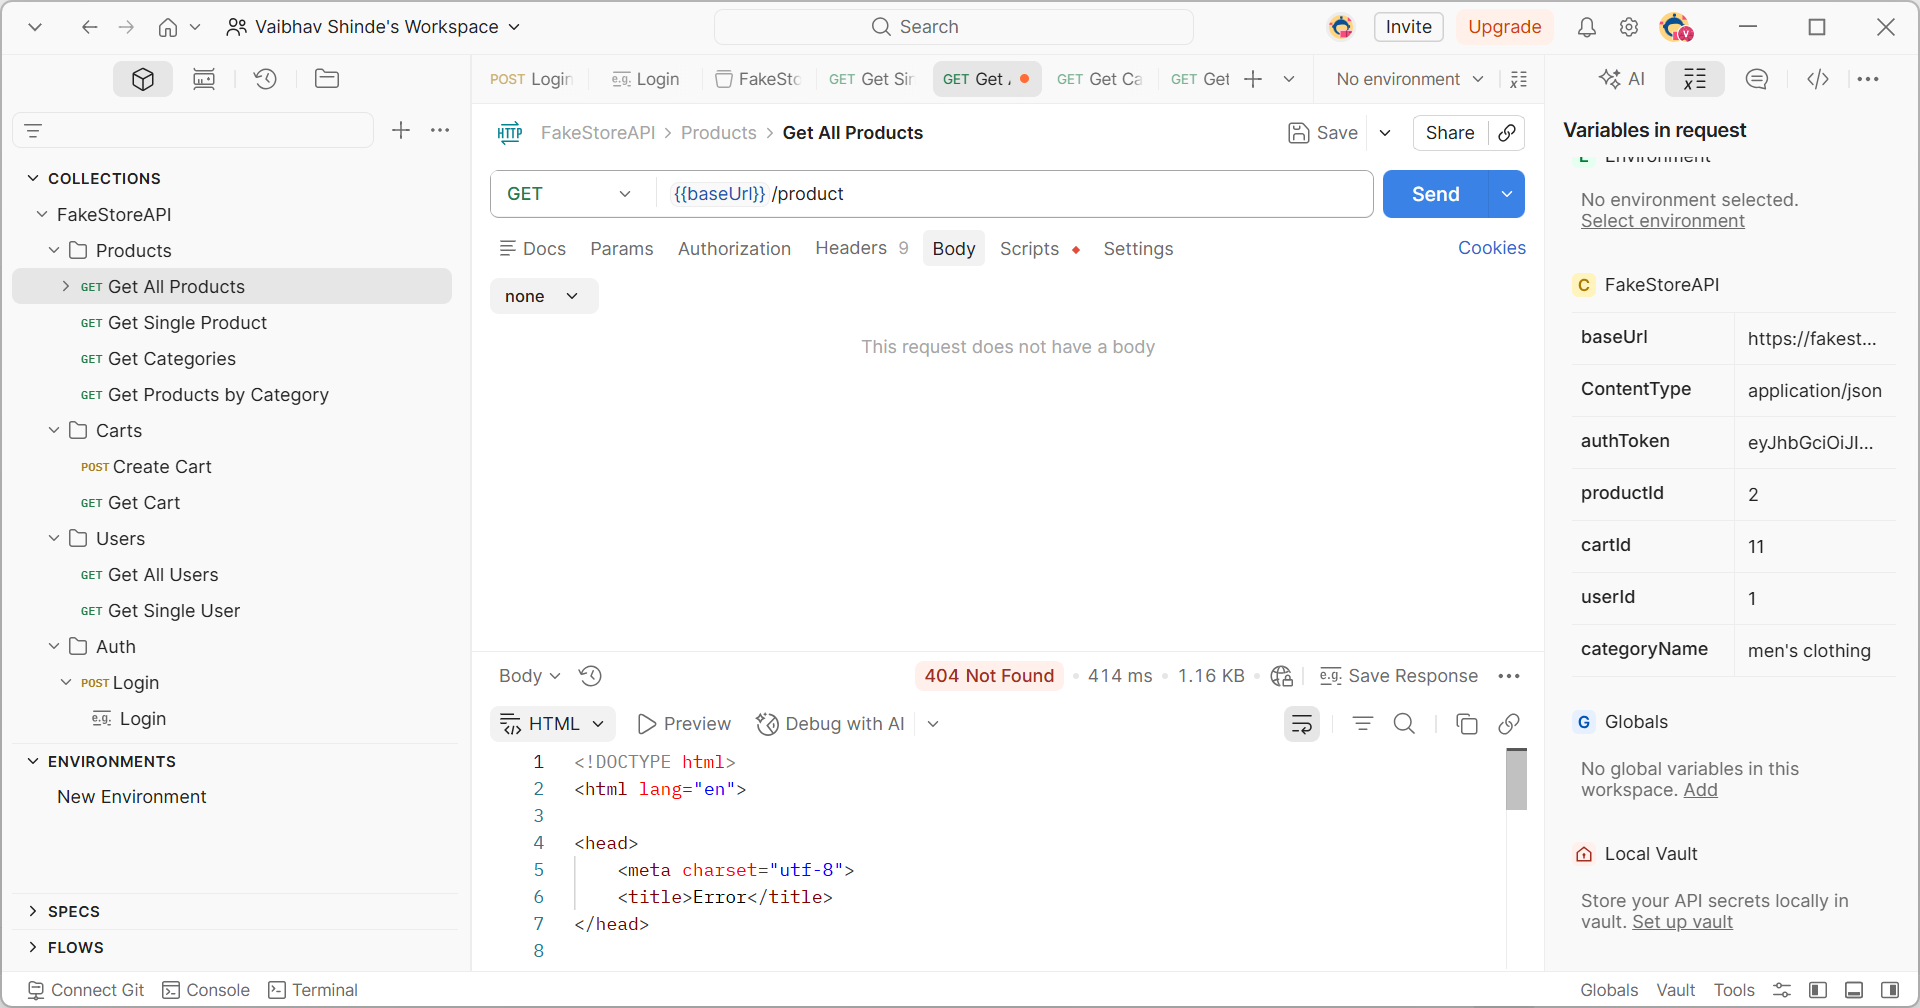 Vaibhav Shinde's Workspace
Search
Invite
Upgrade
V
POST Login
e.g. Login
FakeSto
GET Get Sin
GET Get
GET Get Ca
GET Get
No environment
AI
HTTP FakeStoreAPI > Products > Get All Products
Save
Share
Variables in request
Environment
No environment selected.
Select environment
COLLECTIONS
FakeStoreAPI
Products
GET Get All Products
GET Get Single Product
GET Get Categories
GET Get Products by Category
Carts
POST Create Cart
GET Get Cart
Users
GET Get All Users
GET Get Single User
Auth
POST Login
e.g. Login
ENVIRONMENTS
New Environment
SPECS
FLOWS
GET
{{baseUrl}} /product
Send
Docs
Params
Authorization
Headers 9
Body
Scripts
Settings
Cookies
none
This request does not have a body
C FakeStoreAPI
baseUrl https://fakest...
ContentType application/json
authToken eyJhbGciOiJI...
productId 2
cartId 11
userId 1
categoryName men's clothing
G Globals
No global variables in this
workspace. Add
Local Vault
Store your API secrets locally in
vault. Set up vault
Body
404 Not Found
414 ms
1.16 KB
e.g. Save Response
HTML
Preview
Debug with AI
1 <!DOCTYPE html>
2 <html lang="en">
3
4 <head>
5 <meta charset="utf-8">
6 <title>Error</title>
7 </head>
8
Connect Git
Console
Terminal
Globals
Vault
Tools